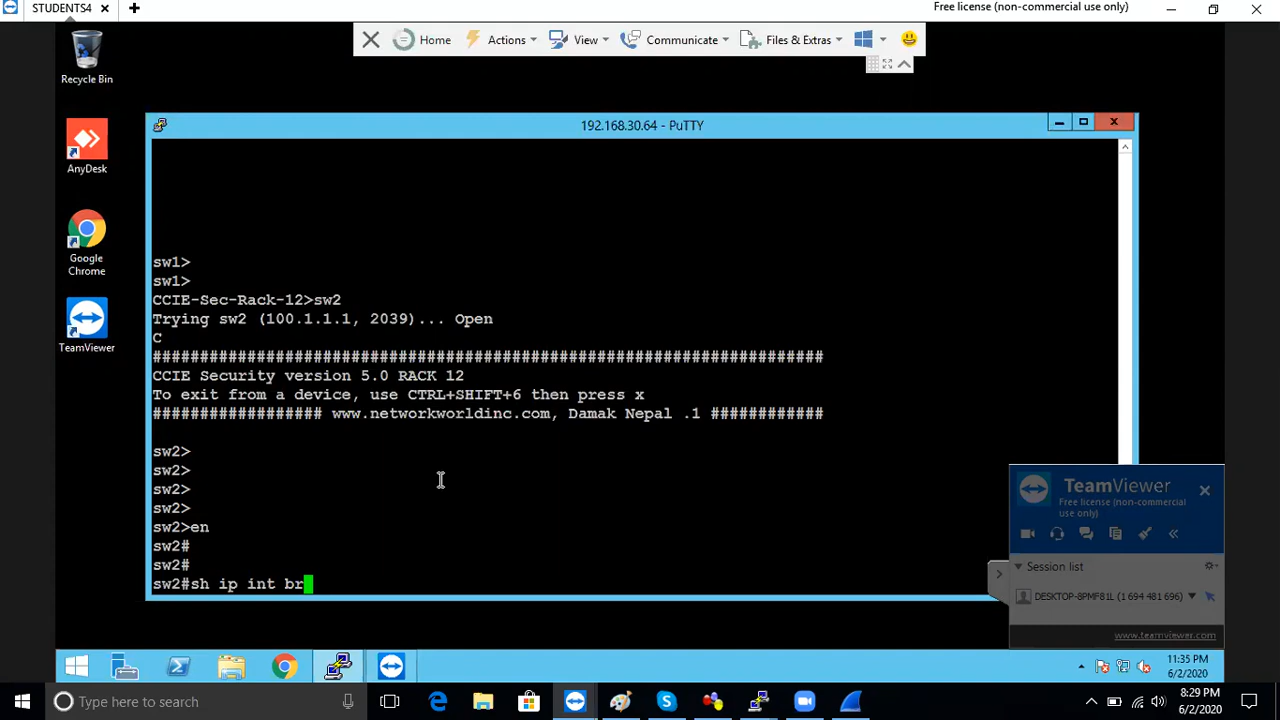 STUDENTS4
Free license (non-commercial use only)
Home
Actions
View
Communicate
Files & Extras
Recycle Bin
AnyDesk
Google
Chrome
TeamViewer
192.168.30.64 - PuTTY
sw1>
sw1>
CCIE-Sec-Rack-12>sw2
Trying sw2 (100.1.1.1, 2039)... Open
C
#######################################################################
CCIE Security version 5.0 RACK 12
To exit from a device, use CTRL+SHIFT+6 then press x
################## www.networkworldinc.com, Damak Nepal .1 ############
sw2>
sw2>
sw2>
sw2>
sw2>en
sw2#
sw2#
sw2#sh ip int br
TeamViewer
Free license (non-commercial
use only)
Session list
DESKTOP-8PMF81L (1 694 481 696)
www.teamviewer.com
11:35 PM
6/2/2020
Type here to search
8:29 PM
6/2/2020